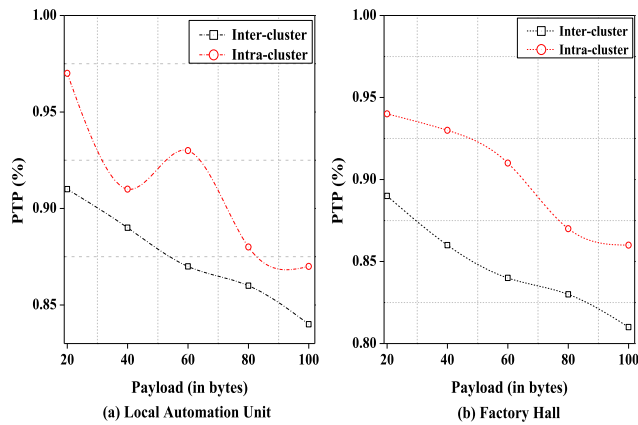 Inter-cluster
Intra-cluster
1.00
0.95
0.90
0.85
PTP (%)
20 40 60 80 100
Payload (in bytes)
(a) Local Automation Unit
Inter-cluster
Intra-cluster
1.00
0.95
0.90
0.85
0.80
PTP (%)
20 40 60 80 100
Payload (in bytes)
(b) Factory Hall